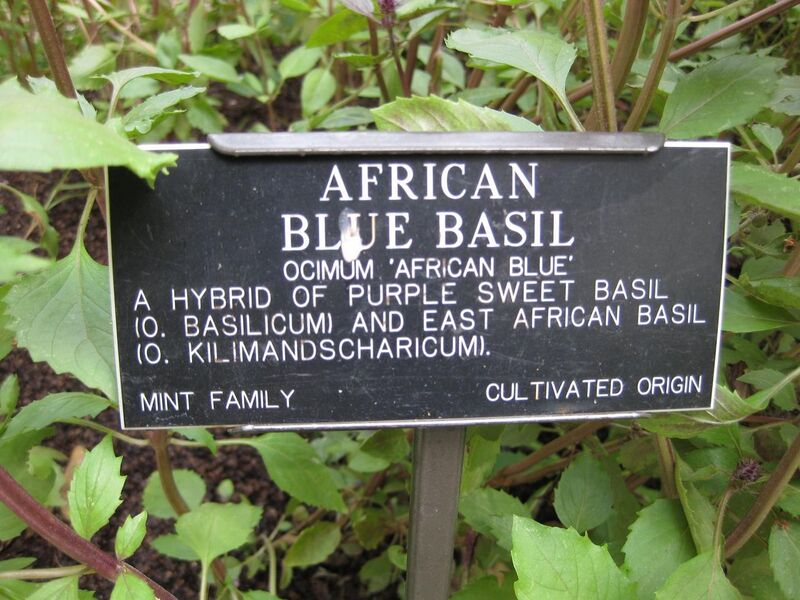 AFRICAN
BLUE BASIL
OCIMUM 'AFRICAN BLUE'
A HYBRID OF PURPLE SWEET BASIL
(O. BASILICUM) AND EAST AFRICAN BASIL
(O. KILIMANDSCHARICUM).
MINT FAMILY CULTIVATED ORIGIN